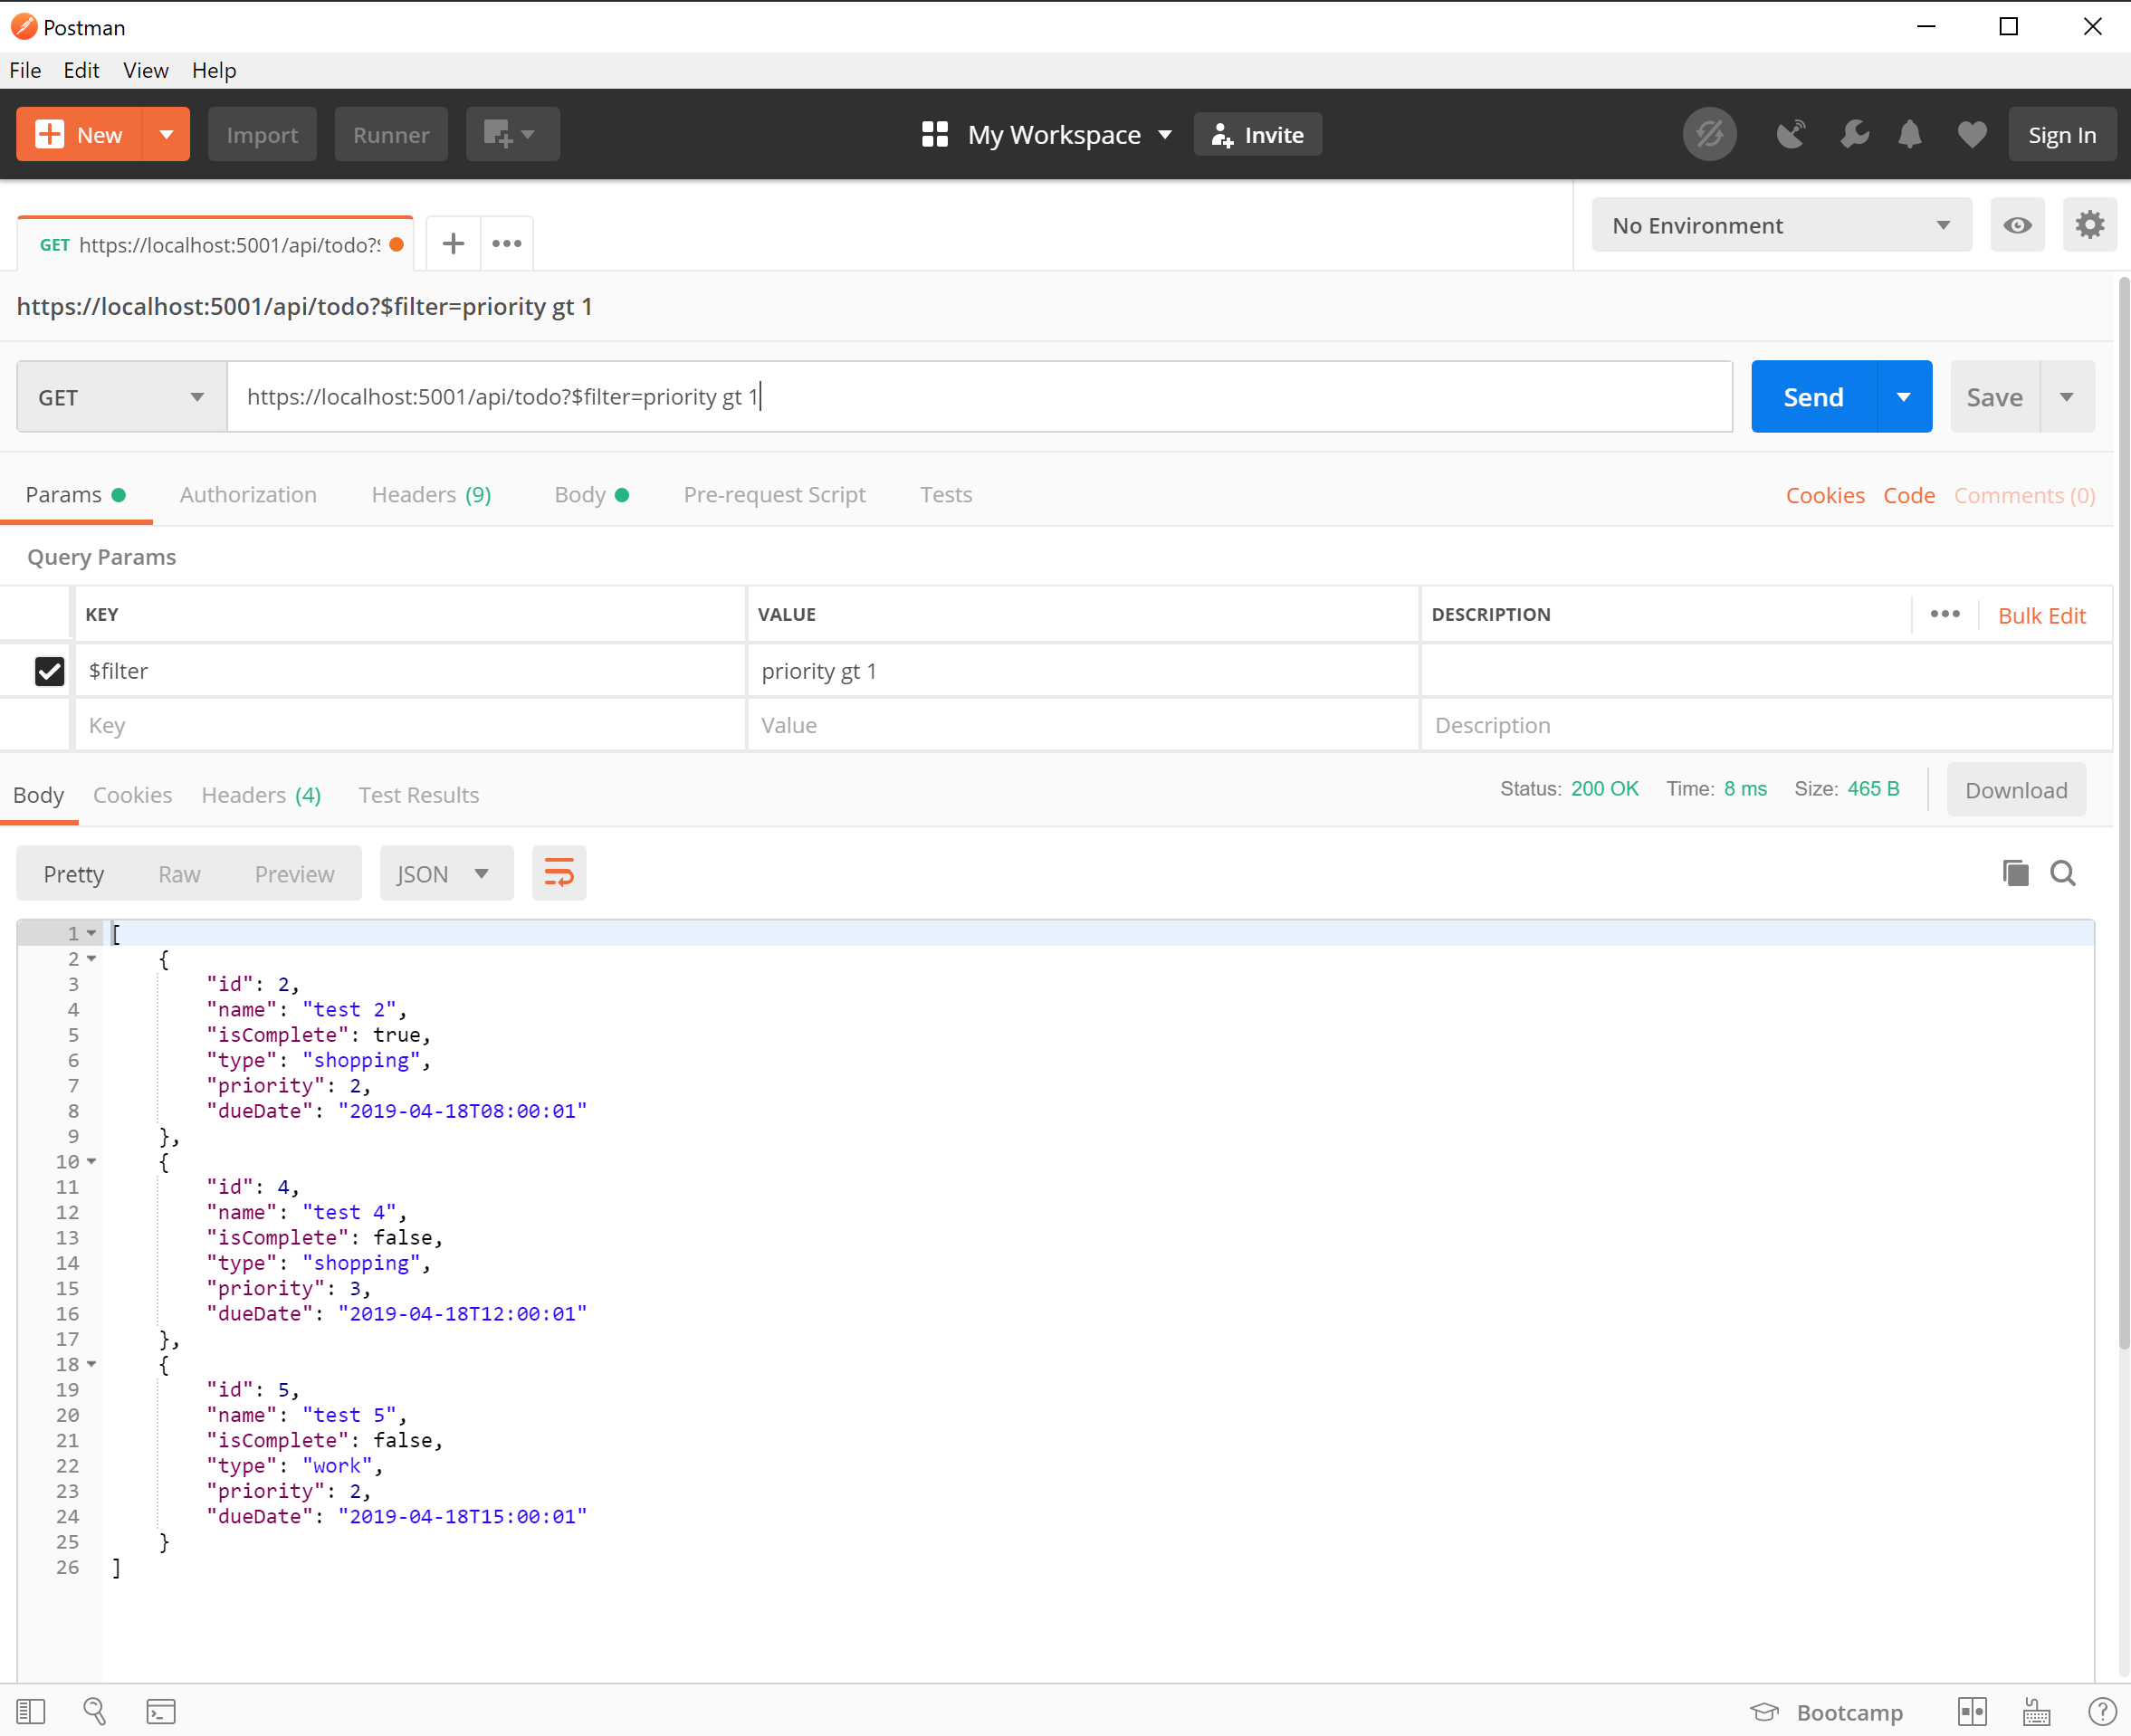 Postman
File Edit View Help
New Import Runner My Workspace Invite Sign In
GET https://localhost:5001/api/todo?$ No Environment
https://localhost:5001/api/todo?$filter=priority gt 1
GET https://localhost:5001/api/todo?$filter=priority gt 1 Send Save
Params Authorization Headers (9) Body Pre-request Script Tests Cookies Code Comments (0)
Query Params
KEY VALUE DESCRIPTION Bulk Edit
$filter priority gt 1
Key Value Description
Body Cookies Headers (4) Test Results Status: 200 OK Time: 8 ms Size: 465 B Download
Pretty Raw Preview JSON
1 [
2 {
3 "id": 2,
4 "name": "test 2",
5 "isComplete": true,
6 "type": "shopping",
7 "priority": 2,
8 "dueDate": "2019-04-18T08:00:01"
9 },
10 {
11 "id": 4,
12 "name": "test 4",
13 "isComplete": false,
14 "type": "shopping",
15 "priority": 3,
16 "dueDate": "2019-04-18T12:00:01"
17 },
18 {
19 "id": 5,
20 "name": "test 5",
21 "isComplete": false,
22 "type": "work",
23 "priority": 2,
24 "dueDate": "2019-04-18T15:00:01"
25 }
26 ]
Bootcamp